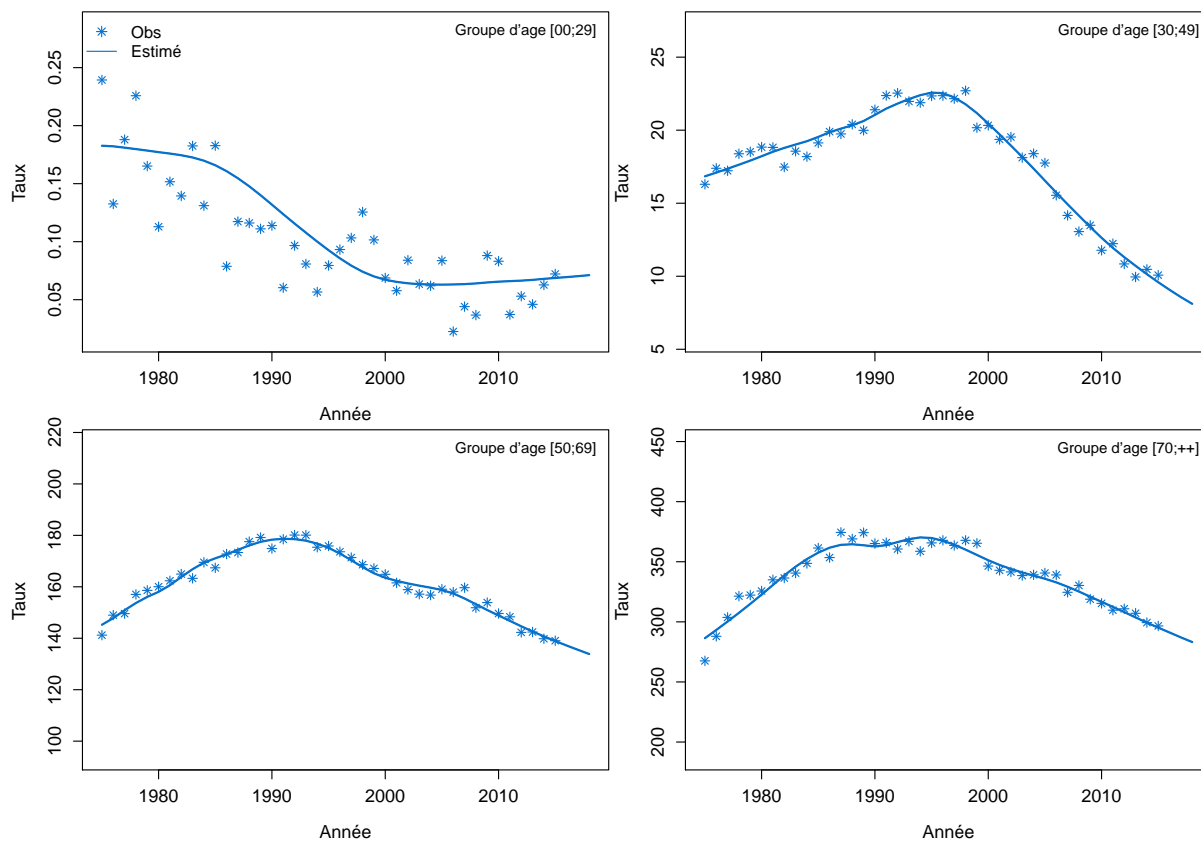 Obs
Estimé
Groupe d'age [00;29]
Taux
0.25
0.20
0.15
0.10
0.05
1980 1990 2000 2010
Année
Groupe d'age [30;49]
Taux
25
20
15
10
5
1980 1990 2000 2010
Année
Groupe d'age [50;69]
Taux
220
200
180
160
140
120
100
1980 1990 2000 2010
Année
Groupe d'age [70;++]
Taux
450
400
350
300
250
200
1980 1990 2000 2010
Année